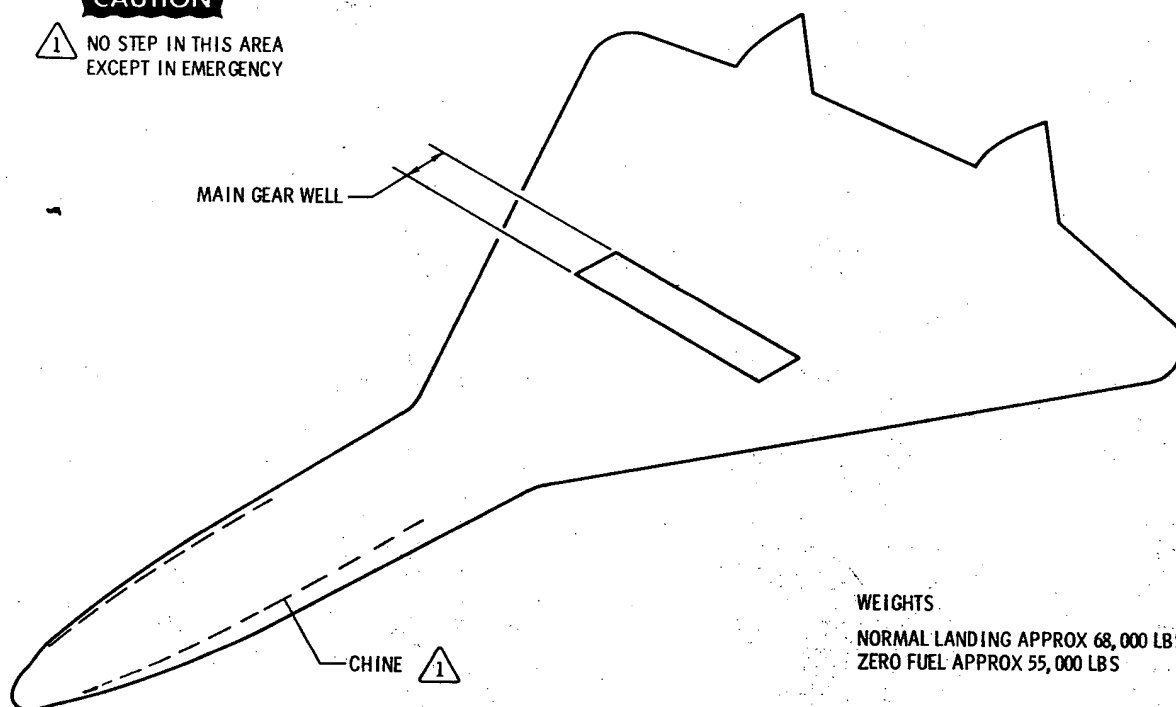 CAUTION
1 NO STEP IN THIS AREA
EXCEPT IN EMERGENCY
MAIN GEAR WELL
CHINE 1
WEIGHTS
NORMAL LANDING APPROX 68,000 LBS
ZERO FUEL APPROX 55,000 LBS